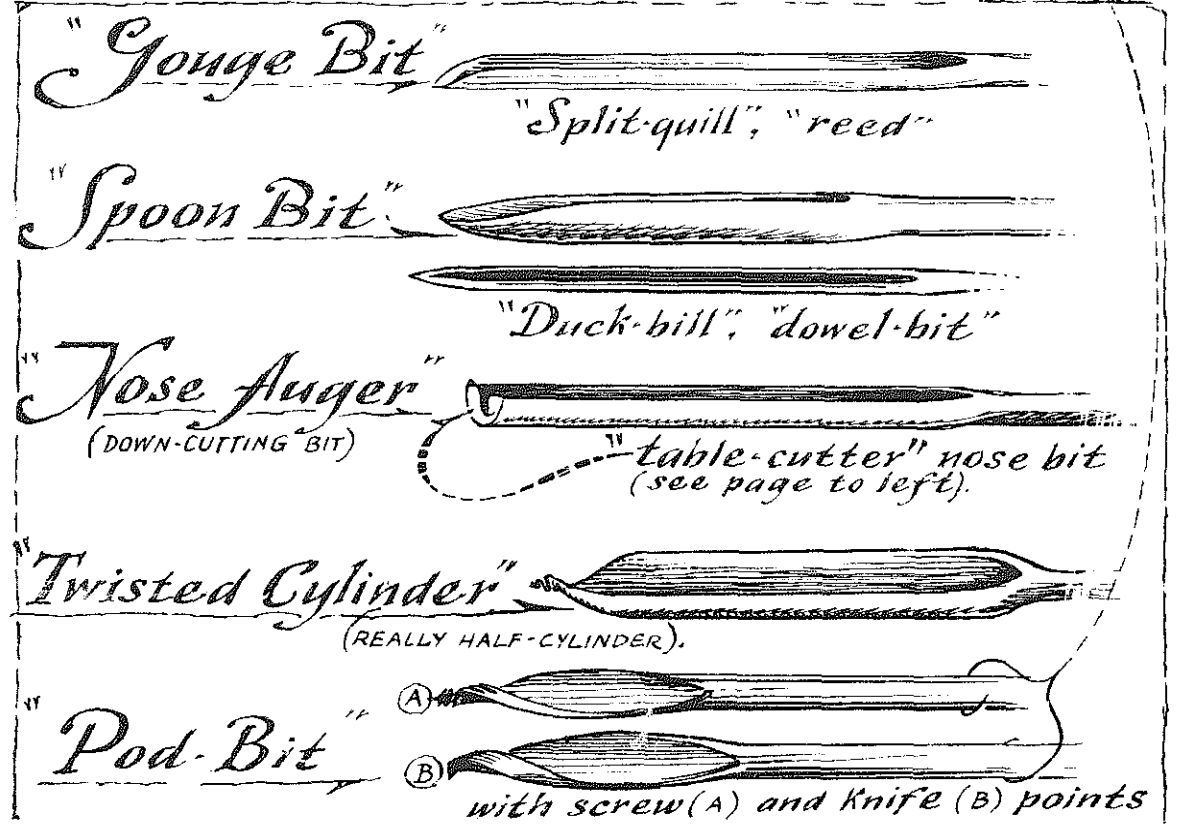 "Gouge Bit"
"Split-quill", "reed"
"Spoon Bit"
"Duck-bill", "dowel-bit"
"Nose Auger"
(DOWN-CUTTING BIT)
"table-cutter" nose bit
(see page to left).
"Twisted Cylinder"
(REALLY HALF-CYLINDER).
A
"Pod-Bit"
B
with screw (A) and Knife (B) points